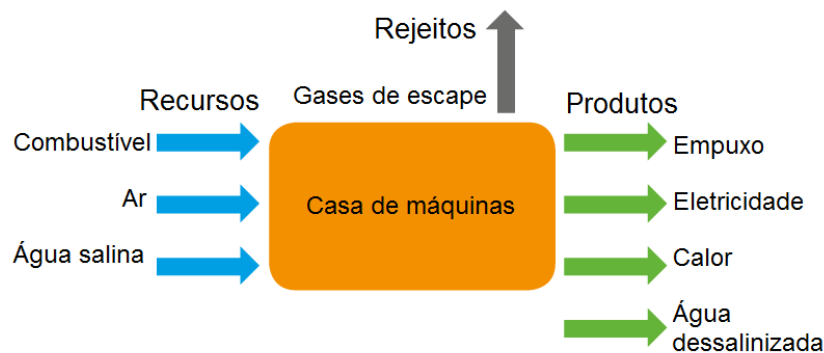 Rejeitos
Recursos
Gases de escape
Produtos
Combustível
Empuxo
Ar
Casa de máquinas
Eletricidade
Água salina
Calor
Água
dessalinizada